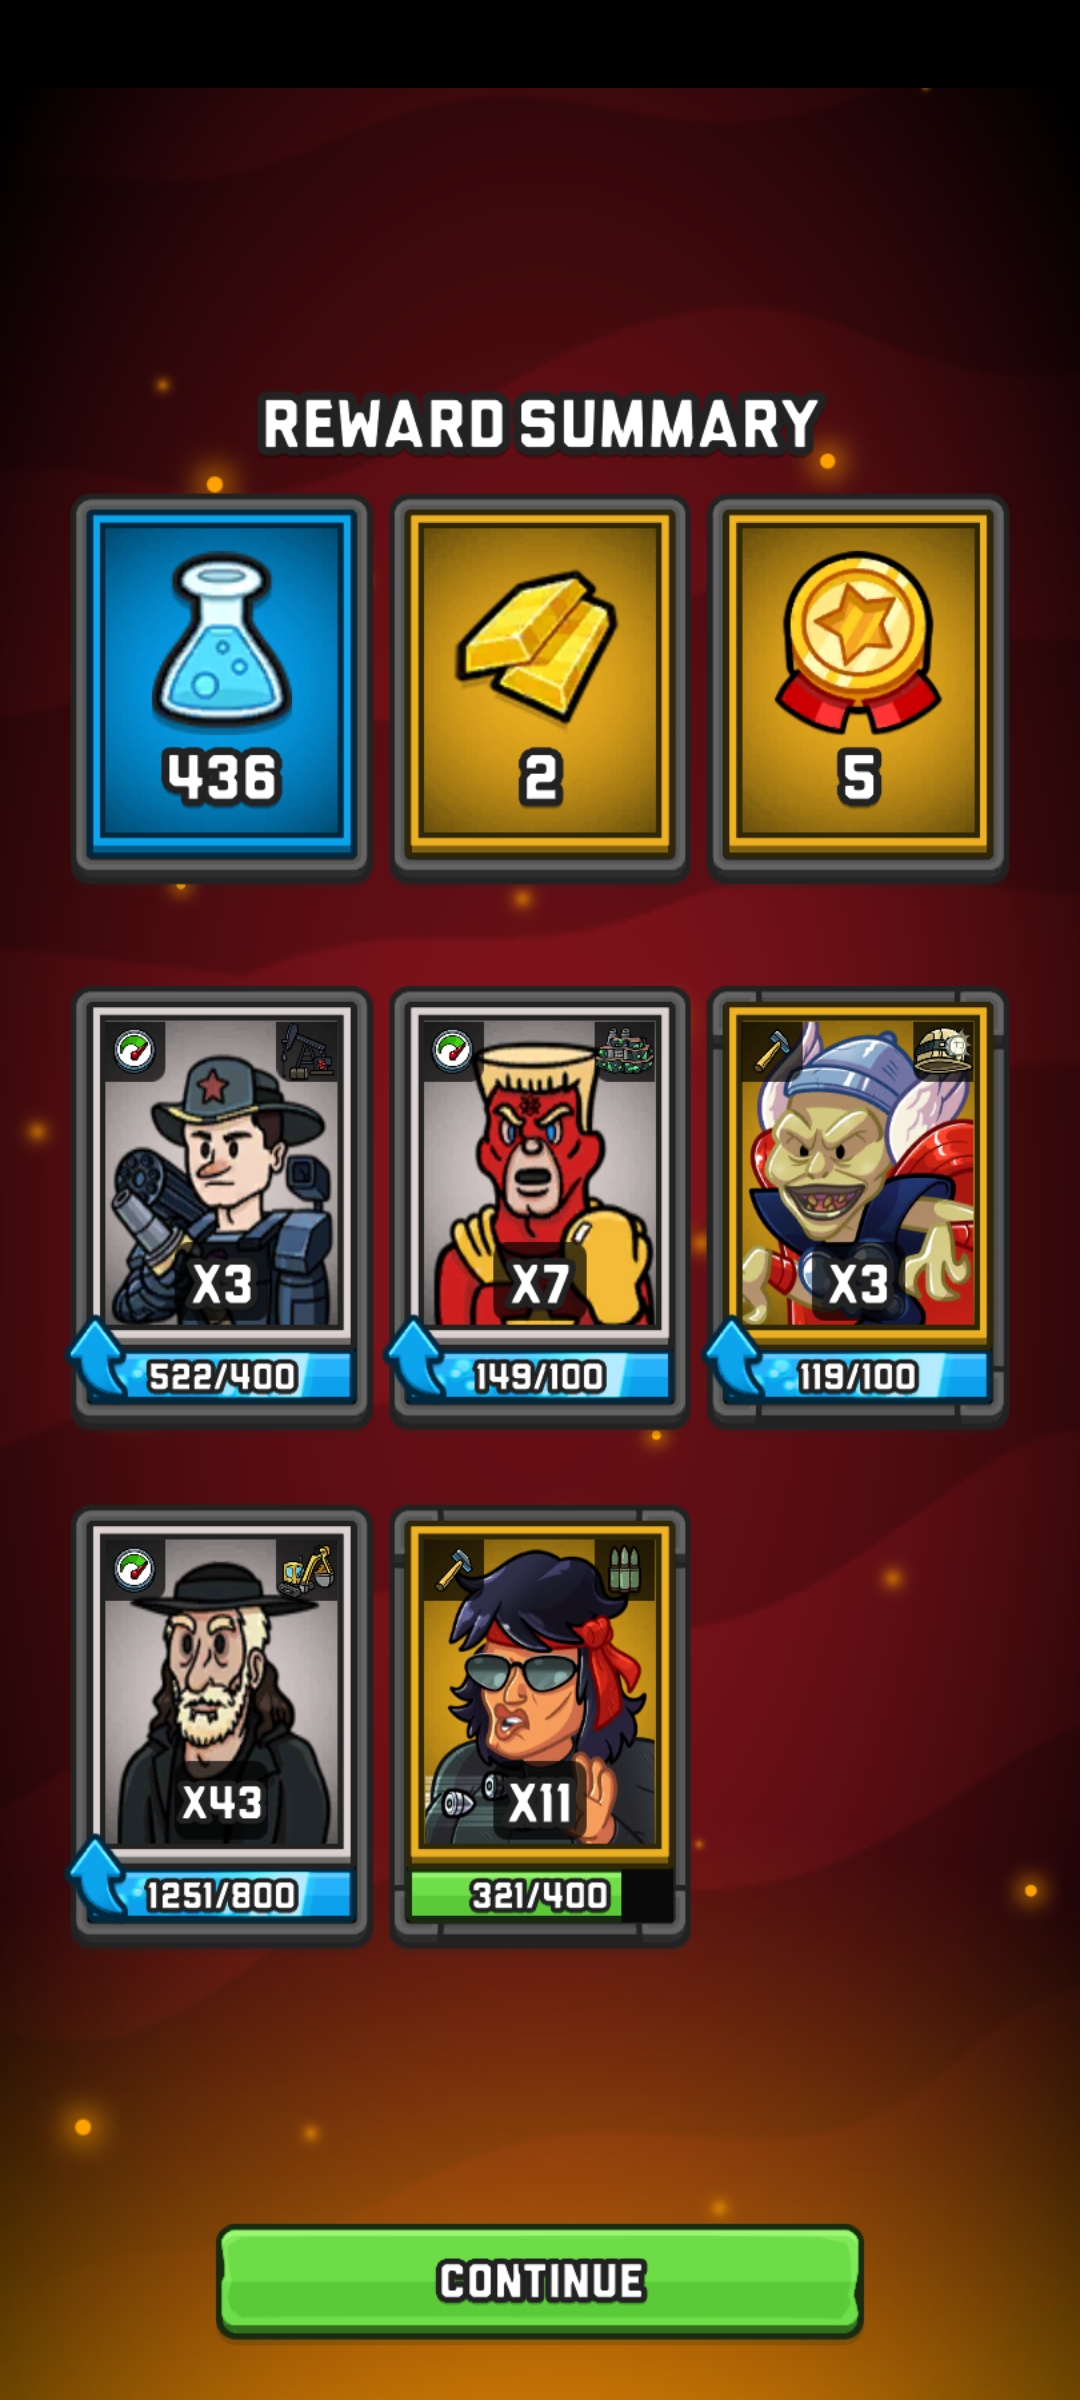 REWARD SUMMARY
436
2
5
X3
X7
X3
522/400
149/100
119/100
X43
X11
1251/800
321/400
CONTINUE